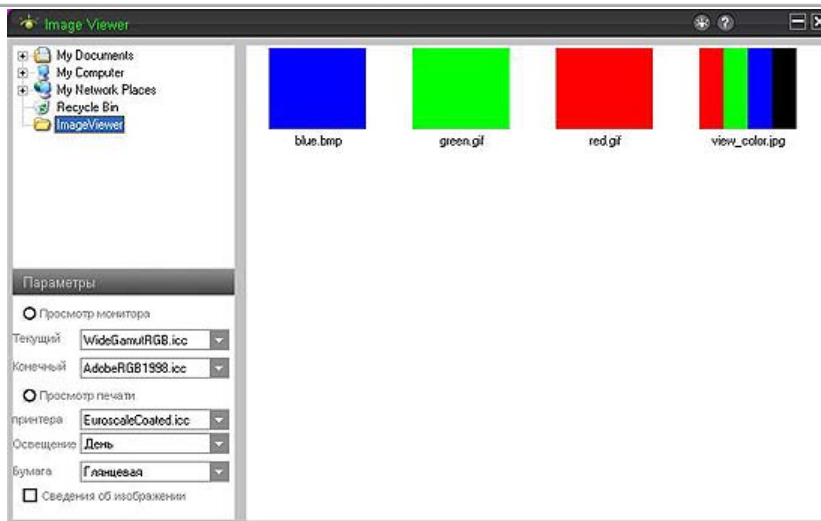 Image Viewer
My Documents
My Computer
My Network Places
Recycle Bin
ImageViewer
blue.bmp
green.gif
red.gif
view_color.jpg
Параметры
Просмотр монитора
Текущий WideGamutRGB.icc
Конечный AdobeRGB1998.icc
Просмотр печати
принтера EuroscaleCoated.icc
Освещение День
Бумага Глянцевая
Сведения об изображении